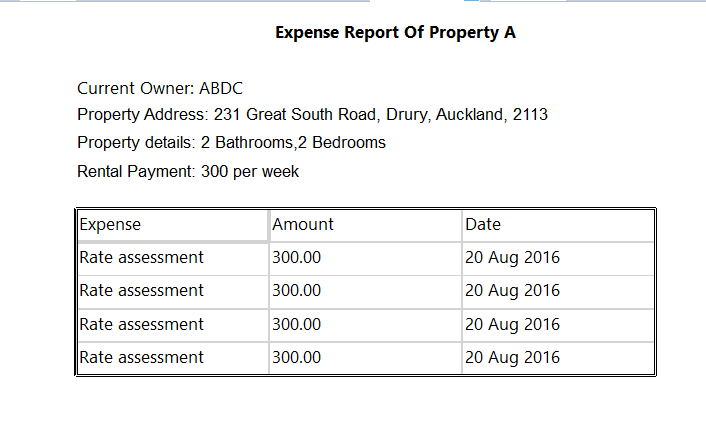 Expense Report Of Property A
Current Owner: ABDC
Property Address: 231 Great South Road, Drury, Auckland, 2113
Property details: 2 Bathrooms,2 Bedrooms
Rental Payment: 300 per week
Expense Amount Date
Rate assessment 300.00 20 Aug 2016
Rate assessment 300.00 20 Aug 2016
Rate assessment 300.00 20 Aug 2016
Rate assessment 300.00 20 Aug 2016